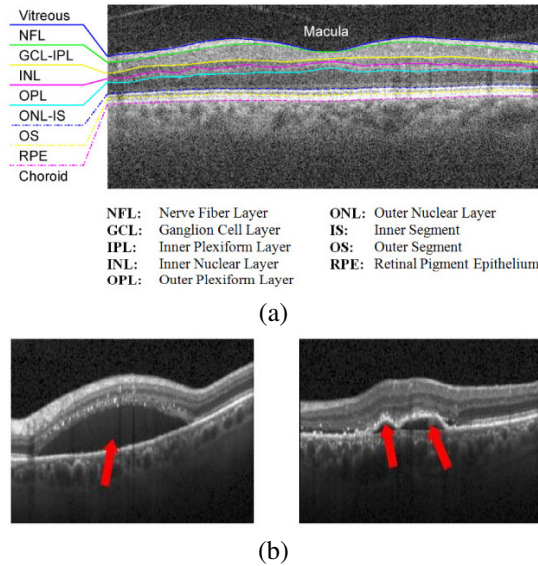 Vitreous
NFL
GCL-IPL
INL
OPL
ONL-IS
OS
RPE
Choroid
Macula
NFL: Nerve Fiber Layer
GCL: Ganglion Cell Layer
IPL: Inner Plexiform Layer
INL: Inner Nuclear Layer
OPL: Outer Plexiform Layer
ONL: Outer Nuclear Layer
IS: Inner Segment
OS: Outer Segment
RPE: Retinal Pigment Epithelium
(a)
(b)